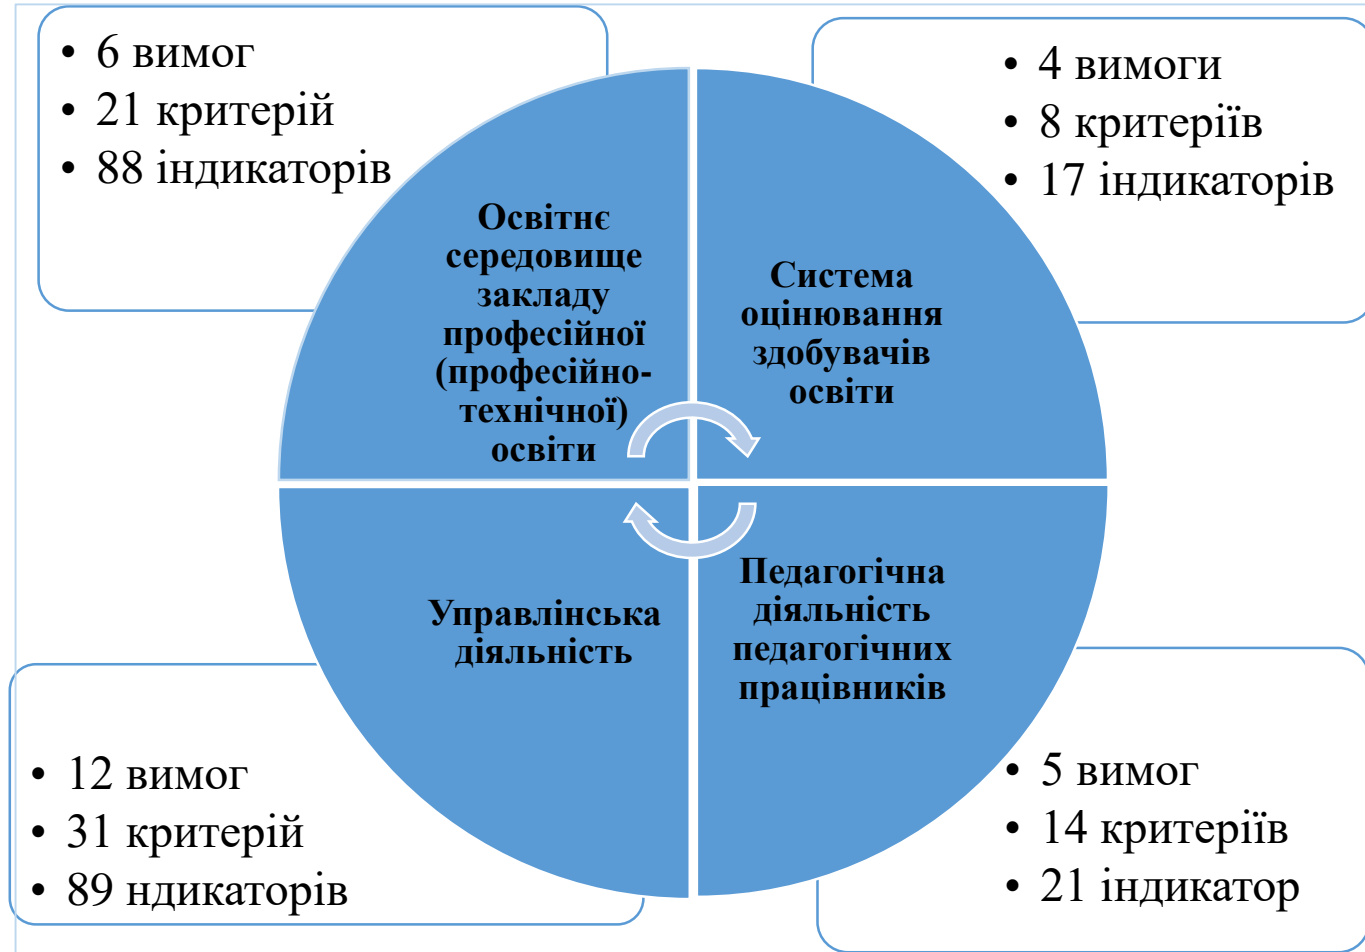 • 6 вимог
• 21 критерій
• 88 індикаторів
• 4 вимоги
• 8 критеріїв
• 17 індикаторів
Освітнє
середовище
закладу
професійної
(професійно-
технічної)
освіти
Система
оцінювання
здобувачів
освіти
Управлінська
діяльність
Педагогічна
діяльність
педагогічних
працівників
• 12 вимог
• 31 критерій
• 89 ндикаторів
• 5 вимог
• 14 критеріїв
• 21 індикатор